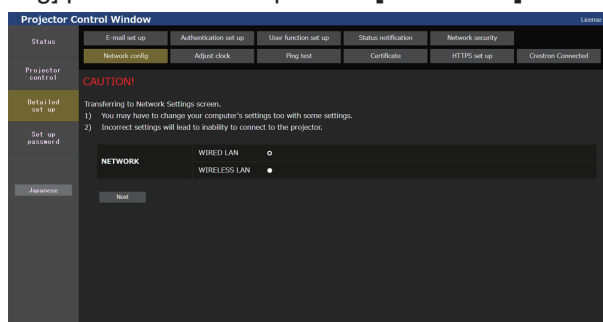 Projector Control Window
License
Status
E-mail set up
Authentication set up
User function set up
Status notification
Network security
Network config
Adjust clock
Ping test
Certificate
HTTPS set up
Crestron Connected
Projector
control
Detailed
set up
Set up
password
Japanese
CAUTION!
Transferring to Network Settings screen.
1) You may have to change your computer's settings too with some settings.
2) Incorrect settings will lead to inability to connect to the projector.
NETWORK
WIRED LAN
WIRELESS LAN
Next